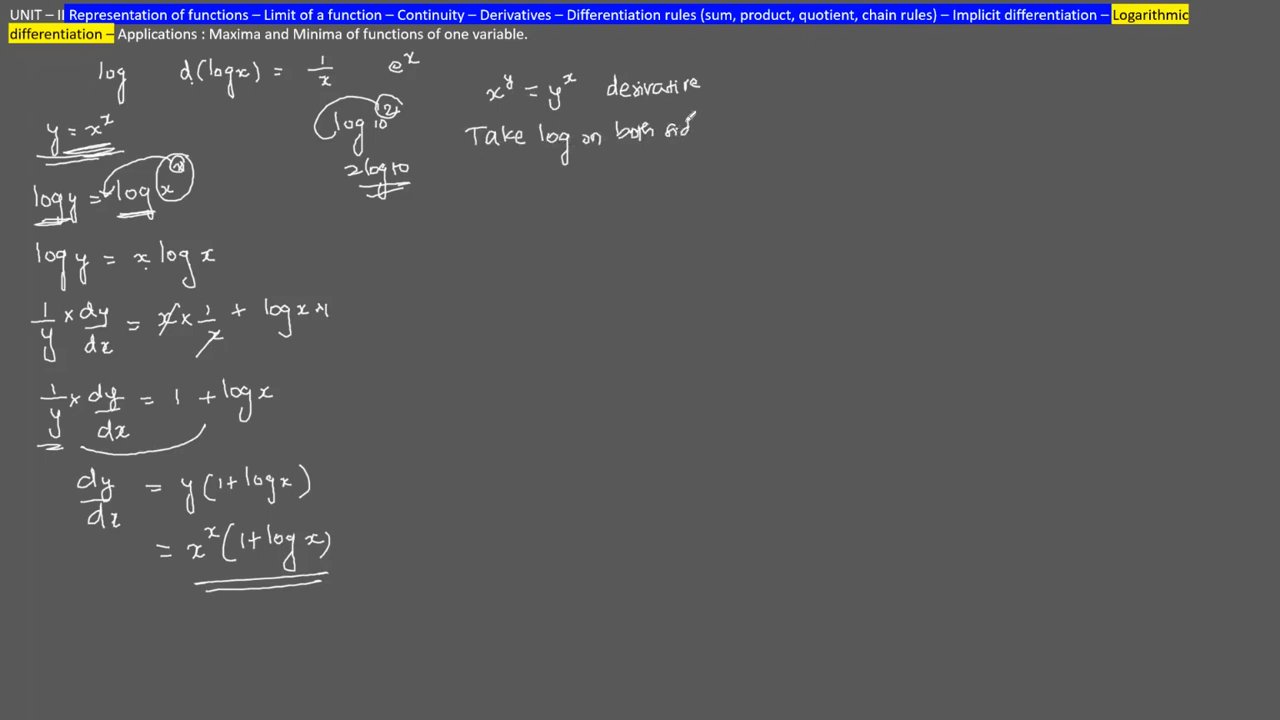 UNIT – II Representation of functions – Limit of a function – Continuity – Derivatives – Differentiation rules (sum, product, quotient, chain rules) – Implicit differentiation – Logarithmic
differentiation – Applications : Maxima and Minima of functions of one variable.
log d(log x) = 1/x e^x
y = x^x
log y = log x^x
log y = x log x
1/y × dy/dx = x × 1/x + log x × 1
1/y × dy/dx = 1 + log x
dy/dx = y(1 + log x)
= x^x(1 + log x)
log 10^2
2 log 10
x^y = y^x derivative
Take log on both sid